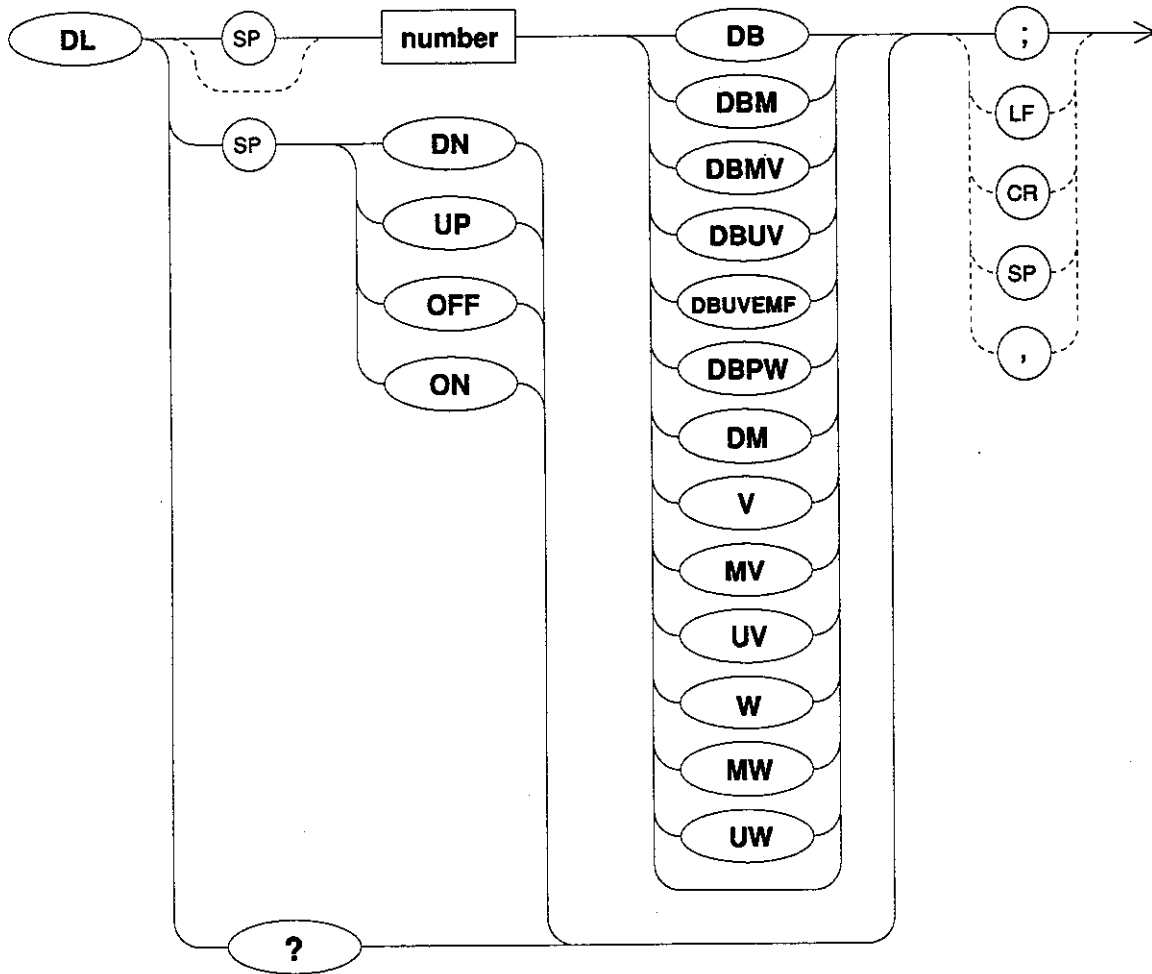 DL SP number DB ;
DBM LF
SP DN DBMV CR
UP DBUV SP
OFF DBUVEMF ,
ON DBPW
DM
V
MV
UV
W
MW
UW
?